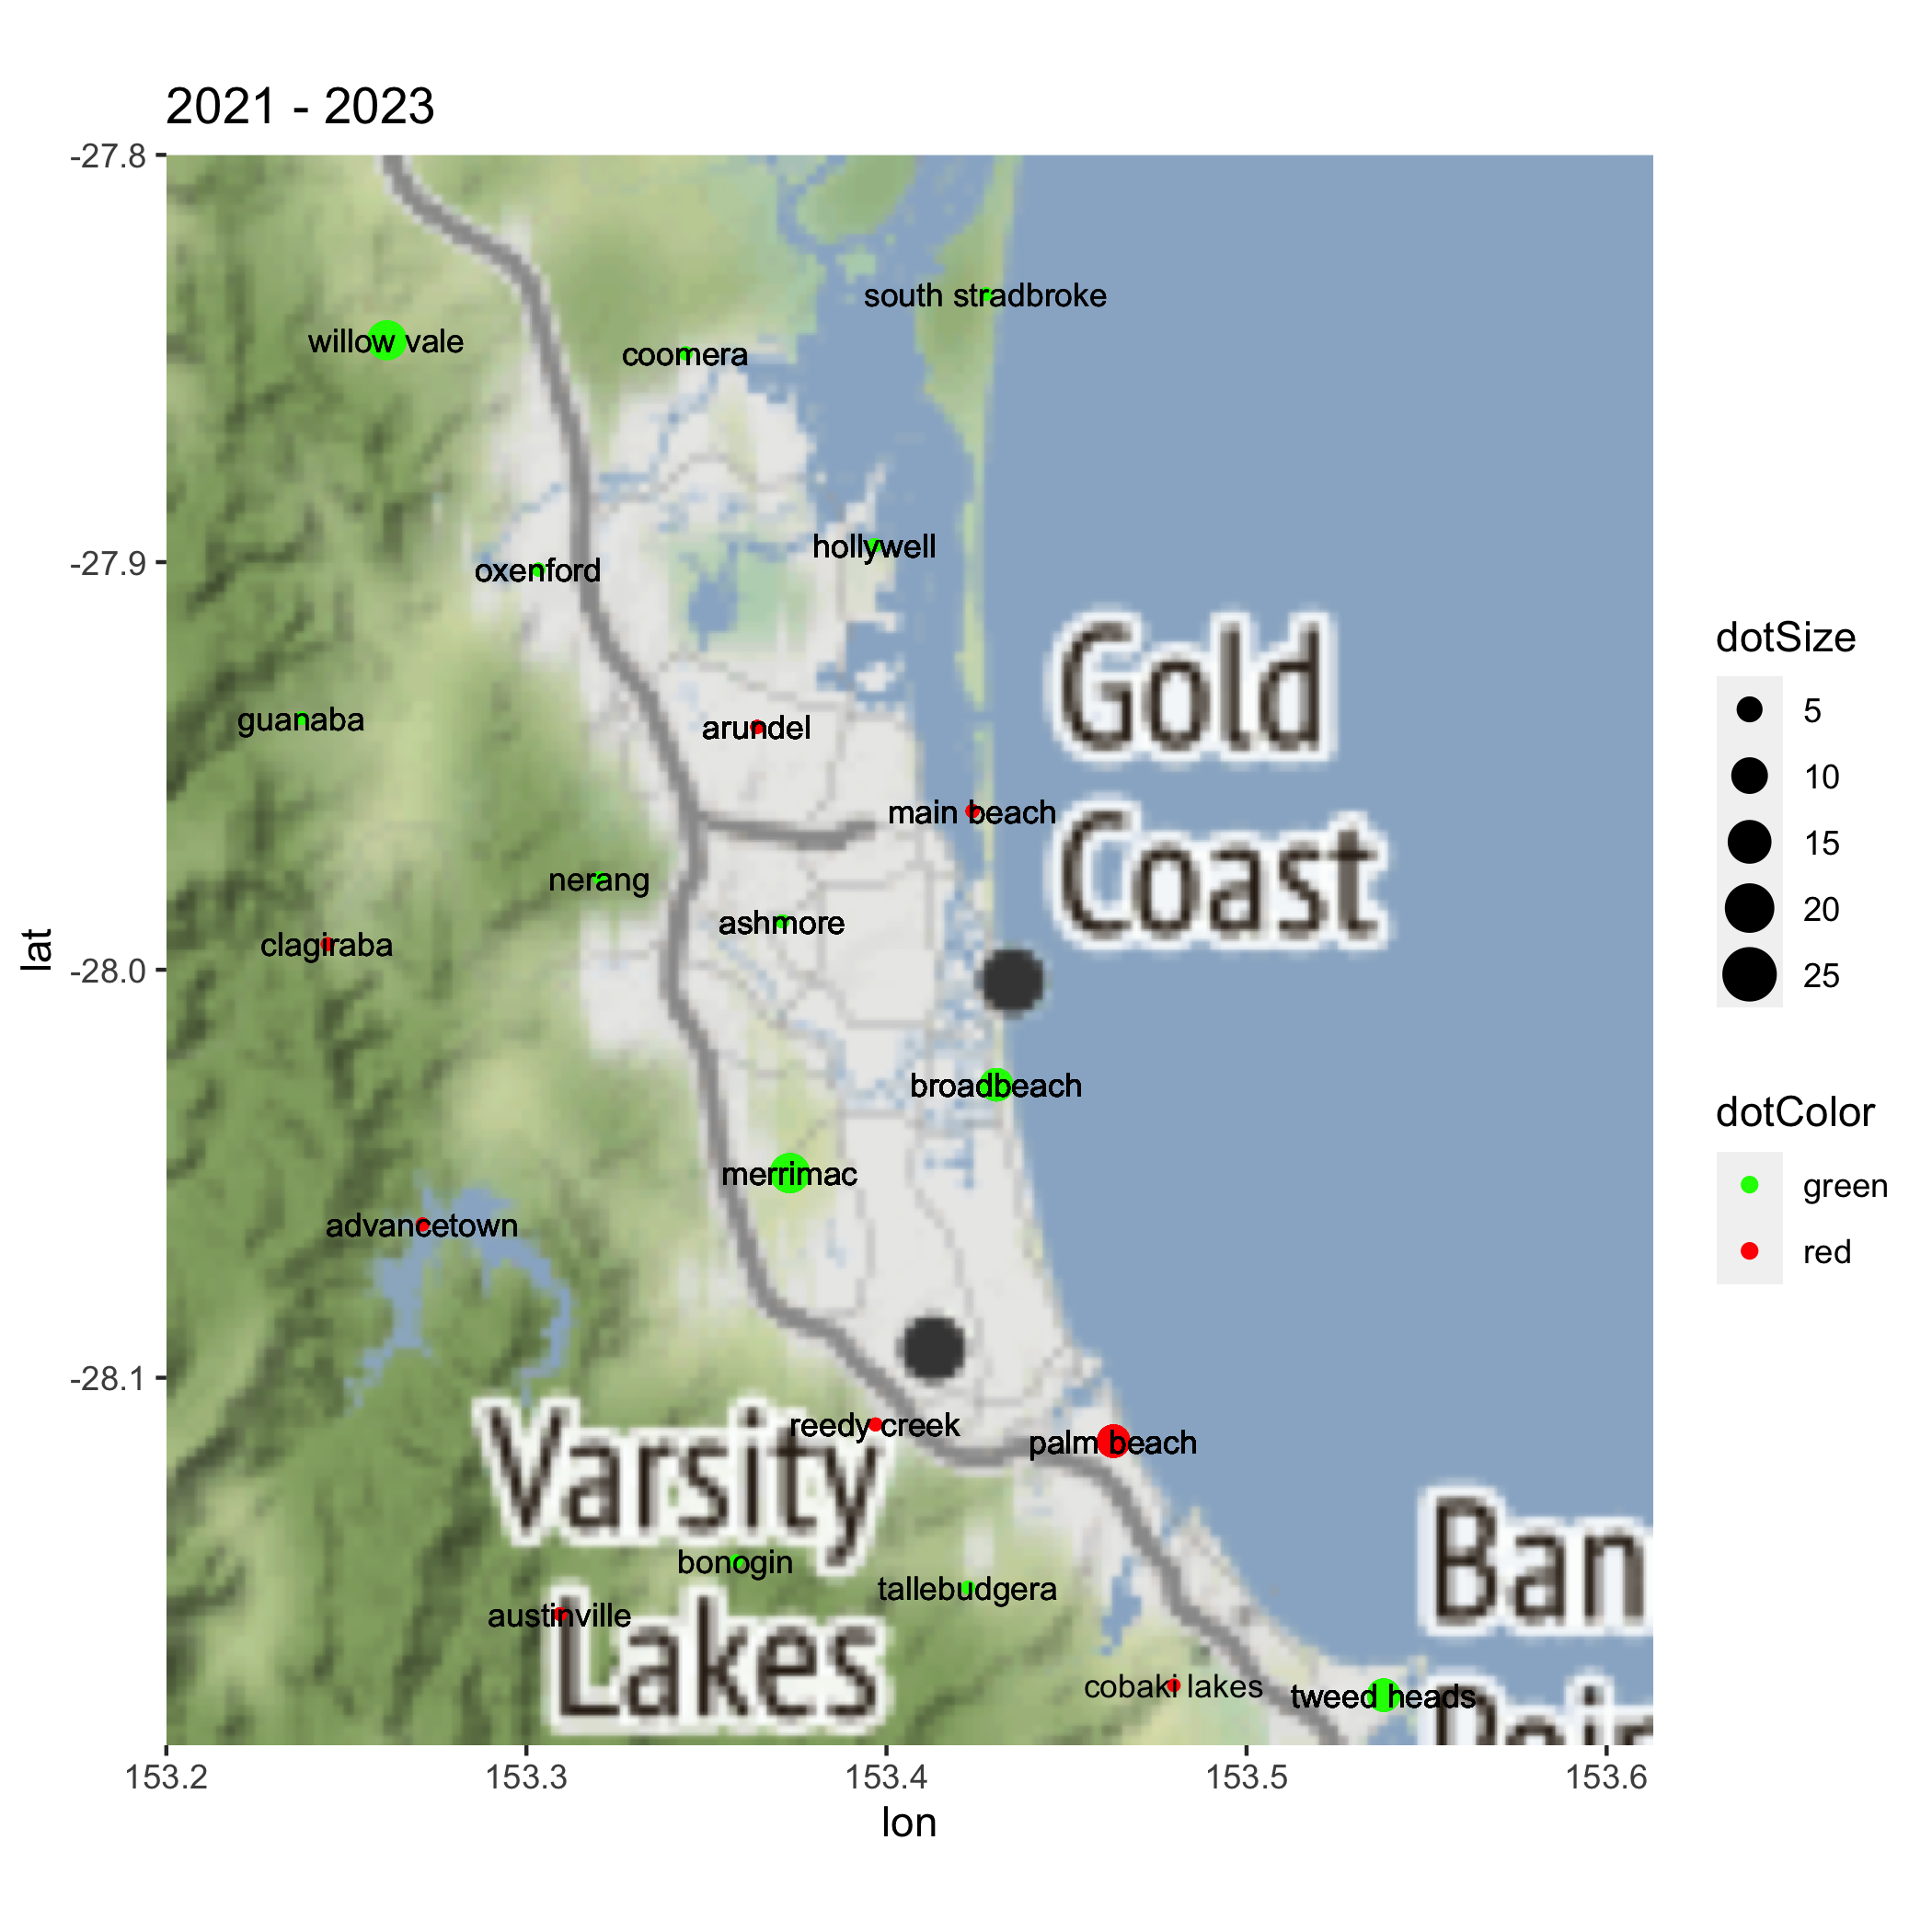 2021 - 2023
-27.8
south stradbroke
willow vale
coomera
hollywell
-27.9
oxenford
Gold
dotSize
5
guanaba
arundel
10
main beach
Coast
15
nerang
20
ashmore
lat
clagiraba
-28.0
25
broadbeach
dotColor
merrimac
green
advancetown
red
-28.1
reedy creek
palm beach
Varsity
Ban
bonogin
tallebudgera
austinville
Lakes
cobaki lakes
tweed heads
153.2
153.3
153.4
153.5
153.6
lon